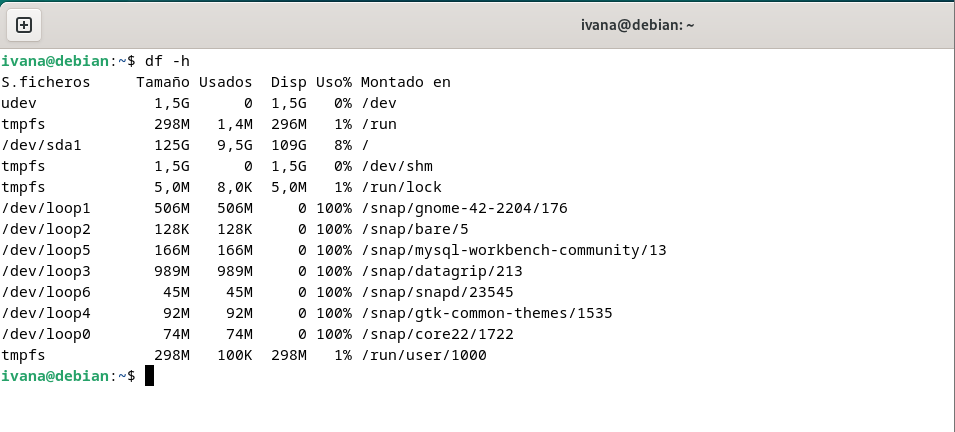 ivana@debian: ~
ivana@debian:~$ df -h
S.ficheros     Tamaño Usados  Disp Uso% Montado en
udev             1,5G      0  1,5G   0% /dev
tmpfs            298M   1,4M  296M   1% /run
/dev/sda1        125G   9,5G  109G   8% /
tmpfs            1,5G      0  1,5G   0% /dev/shm
tmpfs            5,0M   8,0K  5,0M   1% /run/lock
/dev/loop1       506M   506M     0 100% /snap/gnome-42-2204/176
/dev/loop2       128K   128K     0 100% /snap/bare/5
/dev/loop5       166M   166M     0 100% /snap/mysql-workbench-community/13
/dev/loop3       989M   989M     0 100% /snap/datagrip/213
/dev/loop6        45M    45M     0 100% /snap/snapd/23545
/dev/loop4        92M    92M     0 100% /snap/gtk-common-themes/1535
/dev/loop0        74M    74M     0 100% /snap/core22/1722
tmpfs            298M   100K  298M   1% /run/user/1000
ivana@debian:~$